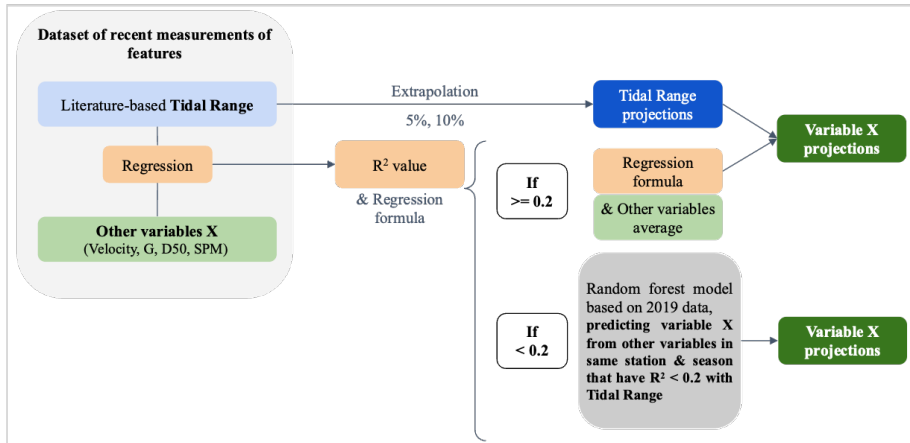 Dataset of recent measurements of
features
Literature-based Tidal Range
Extrapolation
5%, 10%
Tidal Range
projections
Variable X
projections
Regression
R² value
& Regression
formula
If
>= 0.2
Regression
formula
& Other variables
average
Other variables X
(Velocity, G, D50, SPM)
If
< 0.2
Random forest model
based on 2019 data,
predicting variable X
from other variables in
same station & season
that have R² < 0.2 with
Tidal Range
Variable X
projections